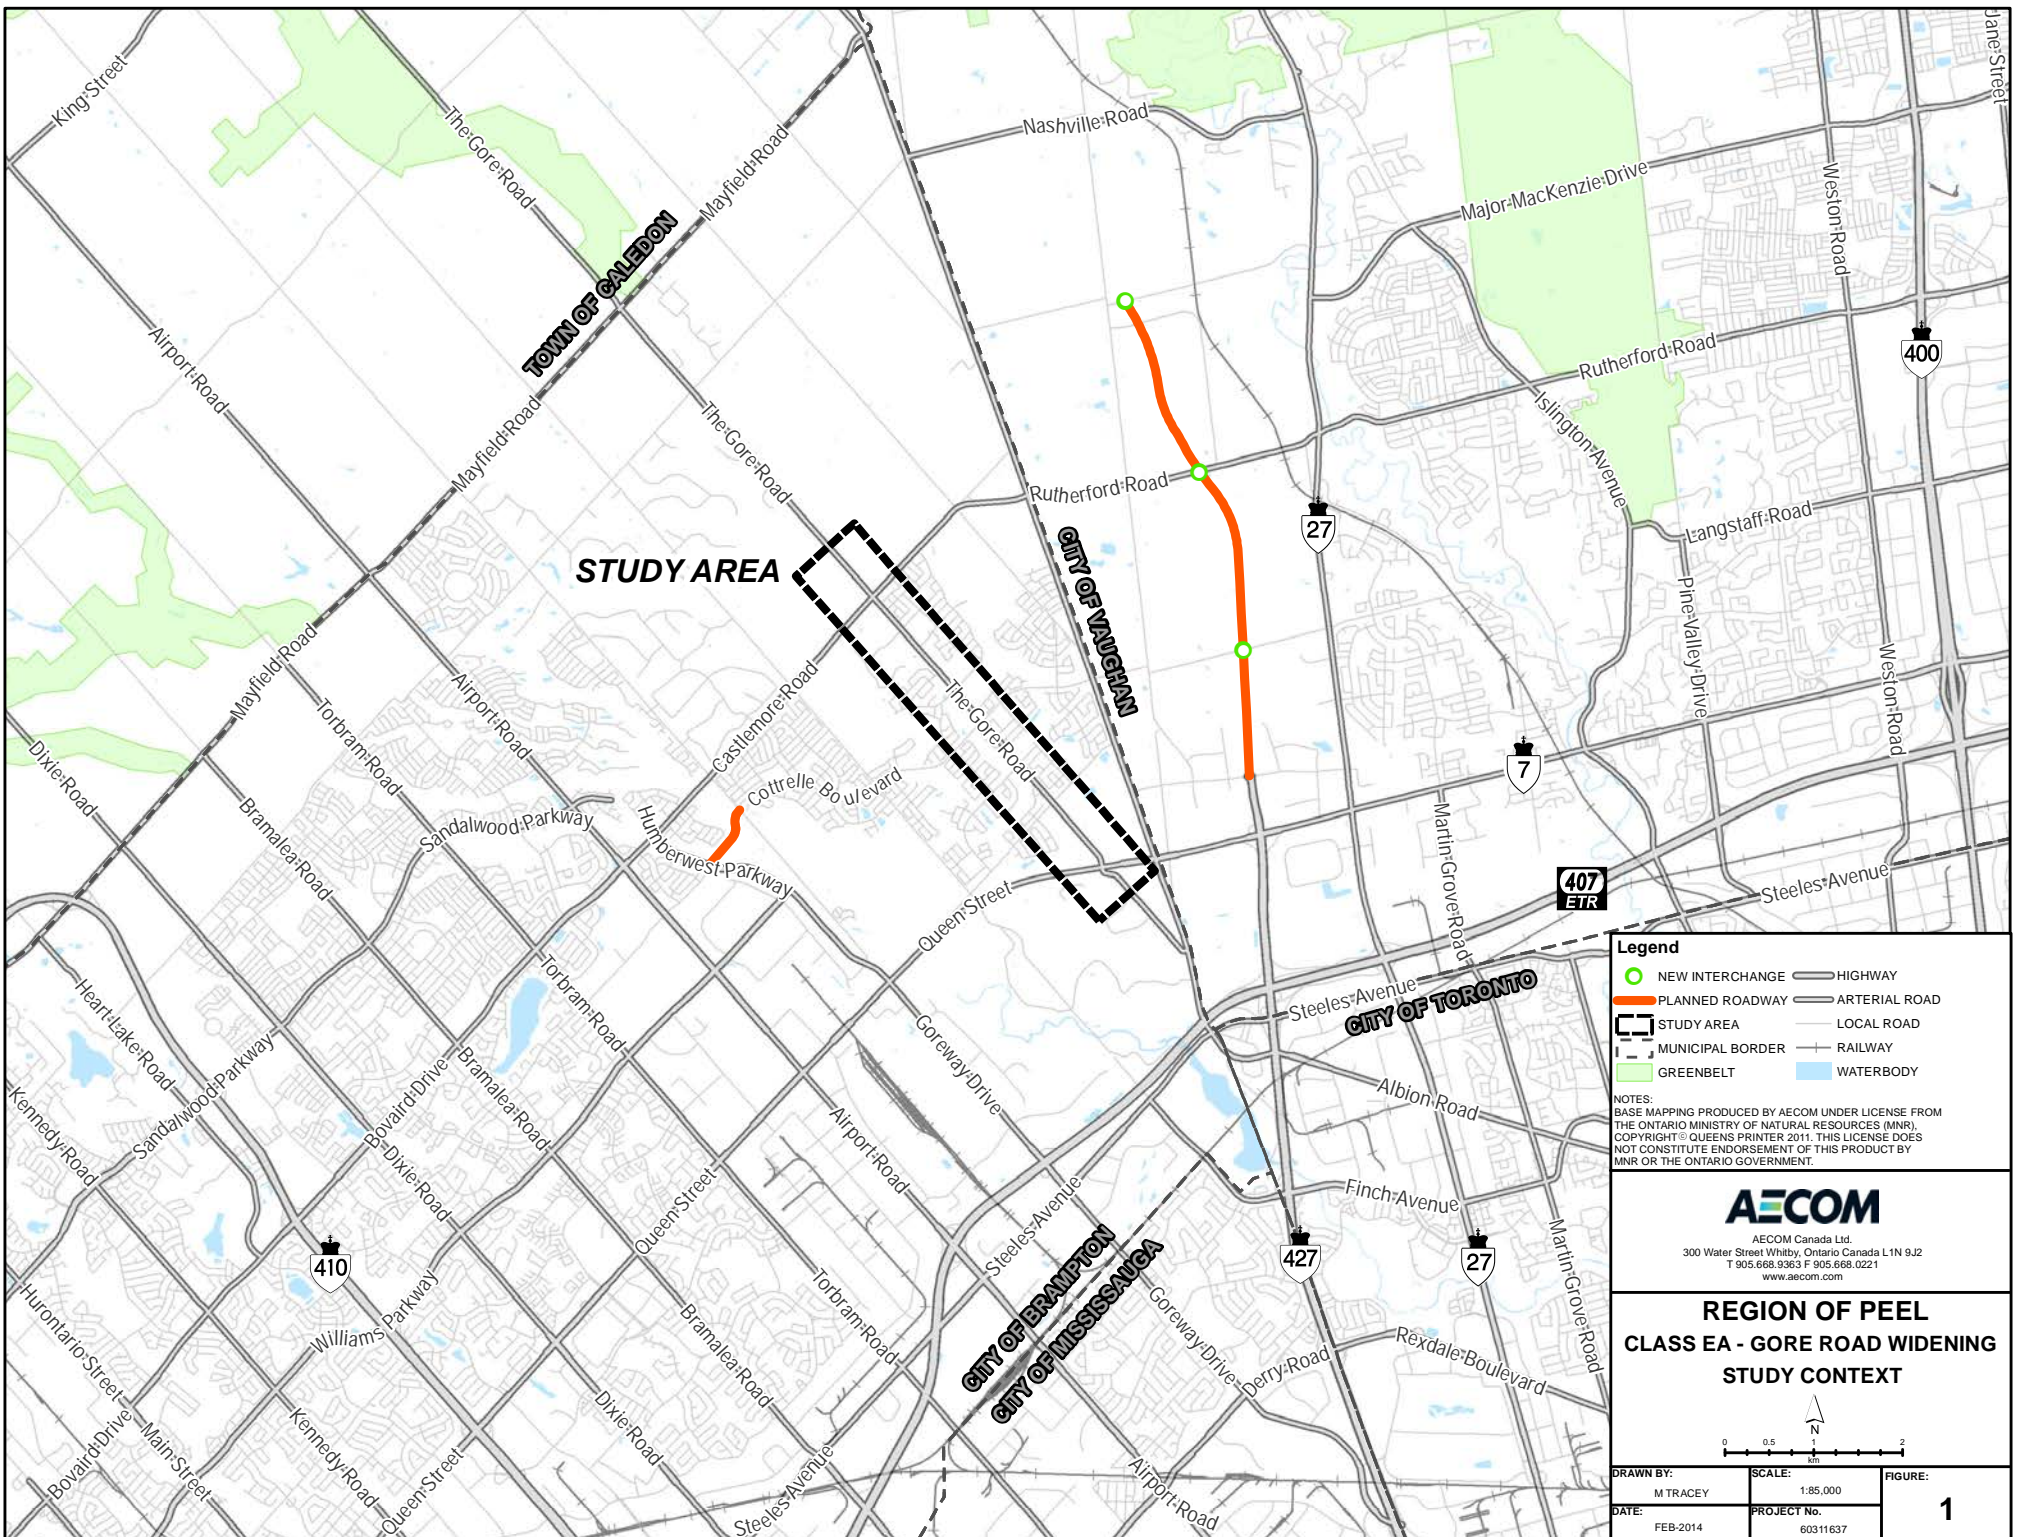 King Street
The Gore Road
Mayfield Road
Nashville Road
Jane Street
Major MacKenzie Drive
Weston Road
TOWN OF CALEDON
Airport Road
Mayfield Road
The Gore Road
Rutherford Road
400
Islington Avenue
Rutherford Road
27
Langstaff Road
STUDY AREA
CITY OF VAUGHAN
Pine Valley Drive
Weston Road
Mayfield Road
Torbram Road
Airport Road
Castlemore Road
The Gore Road
Dixie Road
Bramalea Road
Sandalwood Parkway
Cottrelle Boulevard
Humberwest Parkway
7
Martin Grove Road
Queen Street
407
ETR
Steeles Avenue
Torbram Road
Heart Lake Road
Goreway Drive
Steeles Avenue
CITY OF TORONTO
Kennedy Road
Sandalwood Parkway
Bovaird Drive
Bramalea Road
Albion Road
Airport Road
Dixie Road
Queen Street
Steeles Avenue
Finch Avenue
410
427
27
Martin Grove Road
Hurontario Street
Williams Parkway
Torbram Road
Bramalea Road
CITY OF BRAMPTON
CITY OF MISSISSAUGA
Goreway Drive
Derry Road
Rexdale Boulevard
Bovaird Drive
Main Street
Kennedy Road
Queen Street
Dixie Road
Steeles Avenue
Airport Road
Legend
NEW INTERCHANGE
HIGHWAY
PLANNED ROADWAY
ARTERIAL ROAD
STUDY AREA
LOCAL ROAD
MUNICIPAL BORDER
RAILWAY
GREENBELT
WATERBODY
NOTES:
BASE MAPPING PRODUCED BY AECOM UNDER LICENSE FROM
THE ONTARIO MINISTRY OF NATURAL RESOURCES (MNR),
COPYRIGHT© QUEENS PRINTER 2011. THIS LICENSE DOES
NOT CONSTITUTE ENDORSEMENT OF THIS PRODUCT BY
MNR OR THE ONTARIO GOVERNMENT.
AECOM
AECOM Canada Ltd.
300 Water Street Whitby, Ontario Canada L1N 9J2
T 905.668.9363 F 905.668.0221
www.aecom.com
REGION OF PEEL
CLASS EA - GORE ROAD WIDENING
STUDY CONTEXT
N
0 0.5 1 2
km
DRAWN BY:
M TRACEY
SCALE:
1:85,000
FIGURE:
1
DATE:
FEB-2014
PROJECT No.
60311637